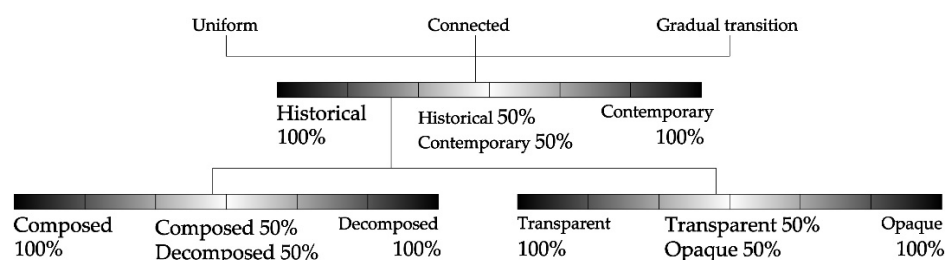 Uniform
Connected
Gradual transition
Historical
100%
Historical 50%
Contemporary 50%
Contemporary
100%
Composed
100%
Composed 50%
Decomposed 50%
Decomposed
100%
Transparent
100%
Transparent 50%
Opaque 50%
Opaque
100%